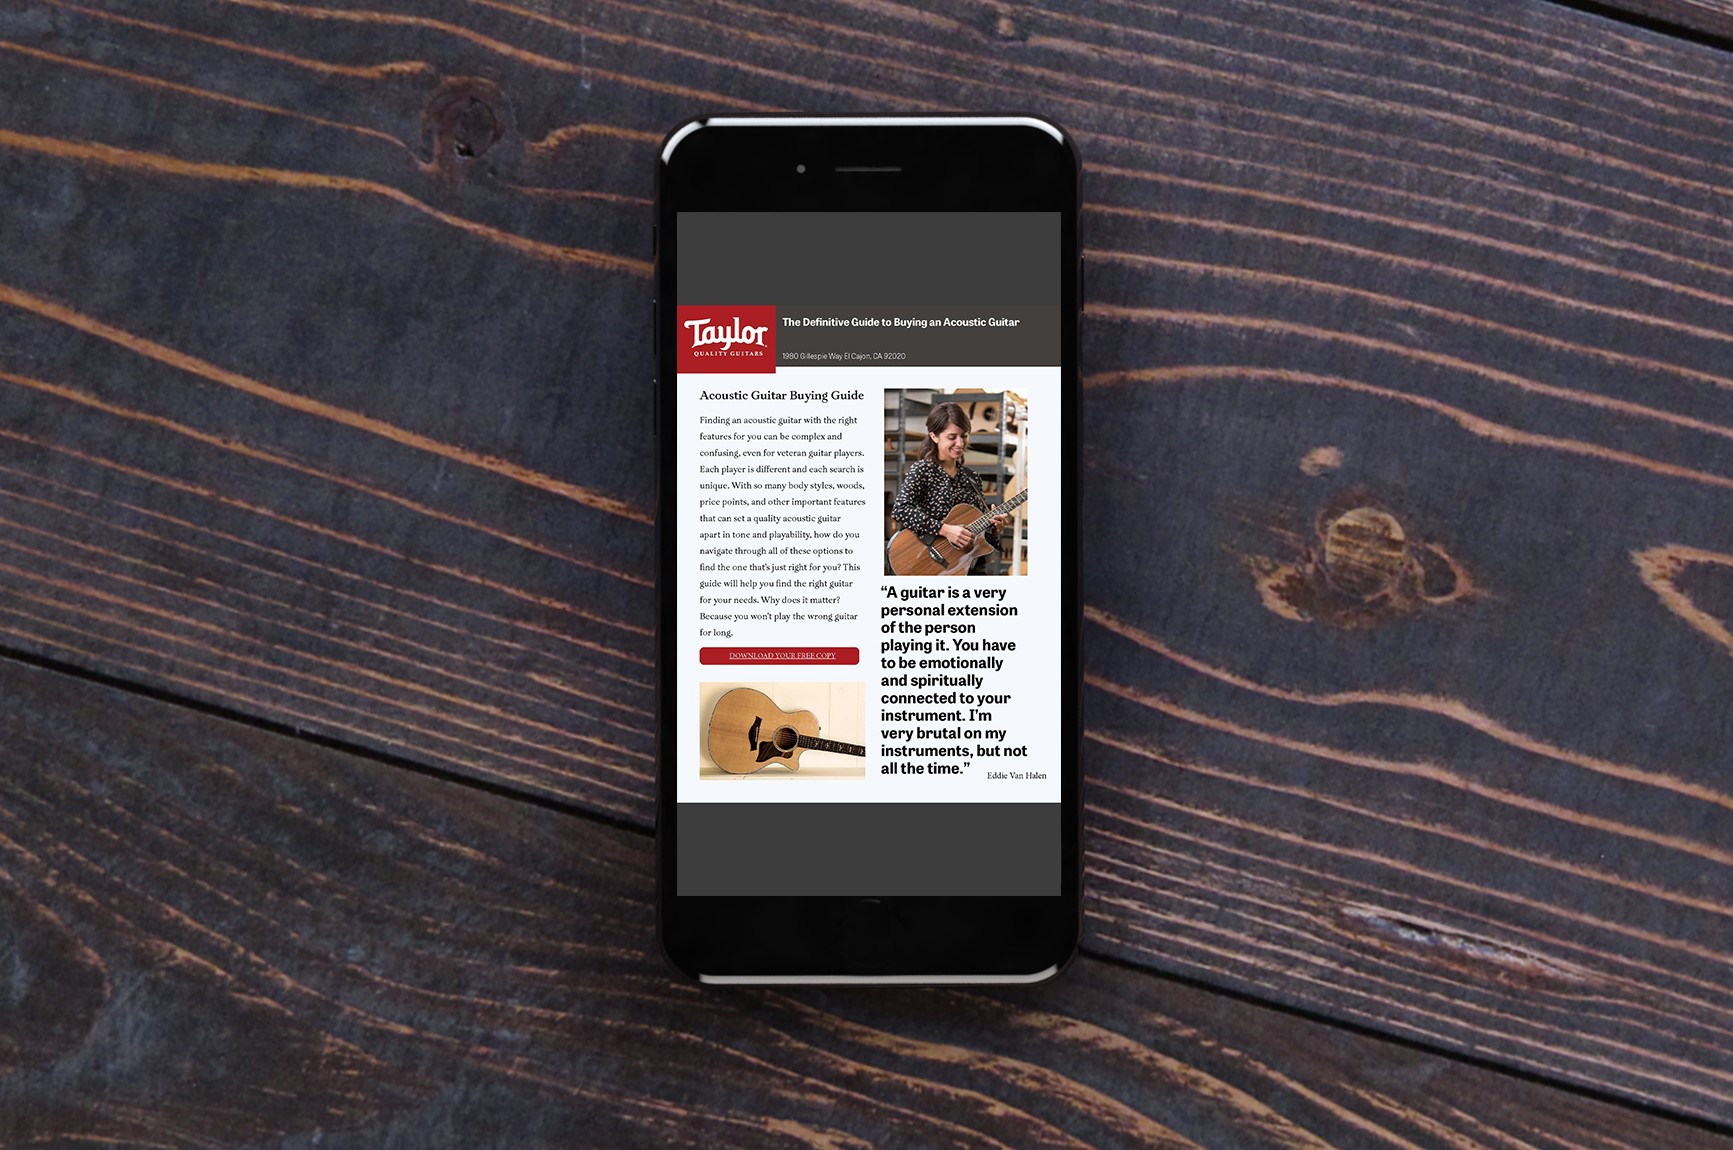 Taylor
QUALITY GUITARS
The Definitive Guide to Buying an Acoustic Guitar
1980 Gillespie Way El Cajon, CA 92020
Acoustic Guitar Buying Guide
Finding an acoustic guitar with the right
features for you can be complex and
confusing, even for veteran guitar players.
Each player is different and each search is
unique. With so many body styles, woods,
price points, and other important features
that can set a quality acoustic guitar
apart in tone and playability, how do you
navigate through all of these options to
find the one that's just right for you? This
guide will help you find the right guitar
for your needs. Why does it matter?
Because you won't play the wrong guitar
for long.
DOWNLOAD YOUR FREE COPY
“A guitar is a very
personal extension
of the person
playing it. You have
to be emotionally
and spiritually
connected to your
instrument. I’m
very brutal on my
instruments, but not
all the time.”
Eddie Van Halen